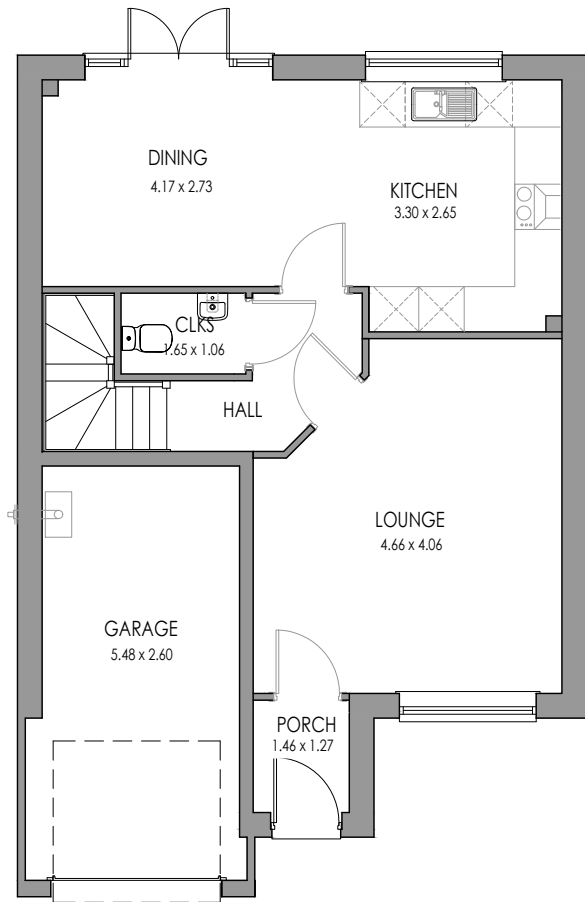 DINING
4.17 x 2.73
KITCHEN
3.30 x 2.65
CLKS
1.65 x 1.06
HALL
LOUNGE
4.66 x 4.06
GARAGE
5.48 x 2.60
PORCH
1.46 x 1.27